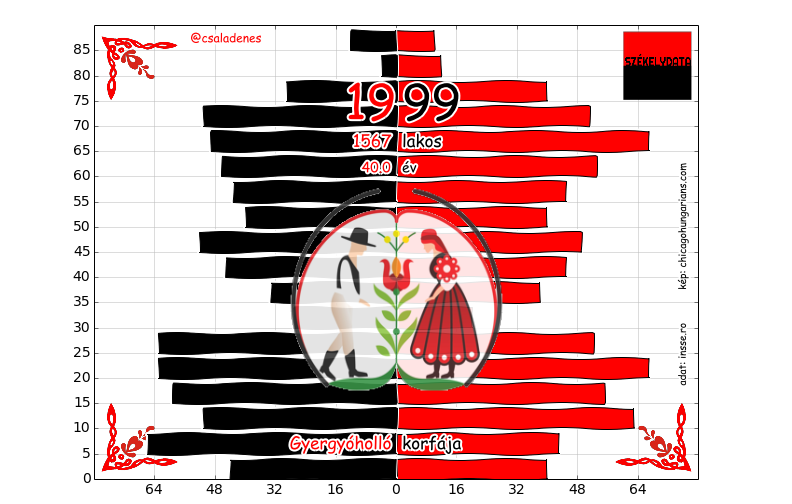 @csaladenes
SZÉKELYDATA
1999
1567 lakos
40.0 év
kép: chicagohungarians.com
adat: insse.ro
Gyergyóholló korfája
85
80
75
70
65
60
55
50
45
40
35
30
25
20
15
10
5
0
64 48 32 16 0 16 32 48 64